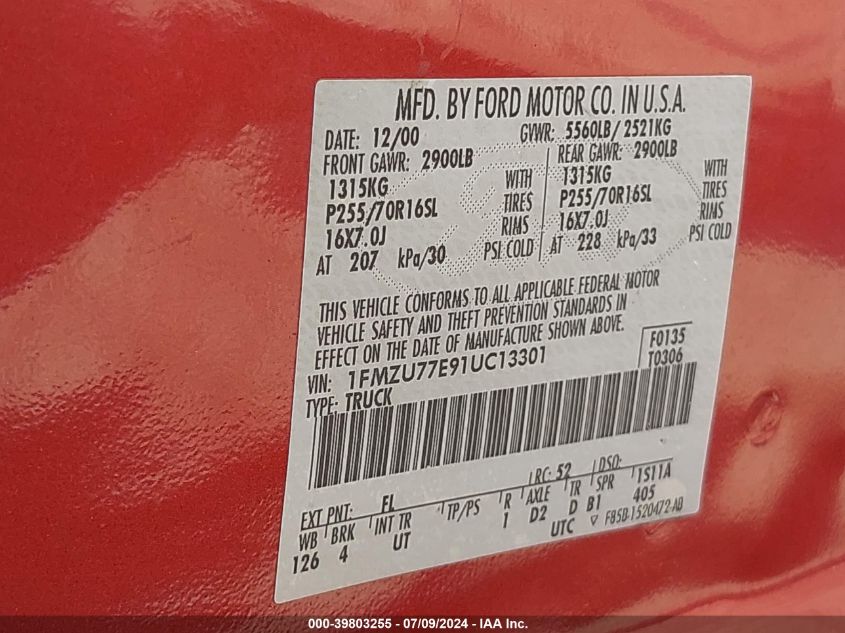 MFD. BY FORD MOTOR CO. IN U.S.A.
DATE: 12/00 GVWR: 5560LB/ 2521KG
FRONT GAWR: 2900LB REAR GAWR: 2900LB
1315KG WITH 1315KG WITH
P255/70R16SL TIRES P255/70R16SL TIRES
16X7.0J RIMS 16X7.0J RIMS
AT 207 kPa/30 PSI COLD AT 228 kPa/33 PSI COLD
THIS VEHICLE CONFORMS TO ALL APPLICABLE FEDERAL MOTOR
VEHICLE SAFETY AND THEFT PREVENTION STANDARDS IN
EFFECT ON THE DATE OF MANUFACTURE SHOWN ABOVE.
VIN: 1FMZU77E91UC13301 F0135
TYPE: TRUCK T0306
EXT PNT: FL RC: 52 DSO:
WB BRK INT TR TP/PS R AXLE TR SPR 1S11A
126 4 UT 1 D2 D B1 405
UTC F85B-1520472-AB
000-39803255 - 07/09/2024 - IAA Inc.